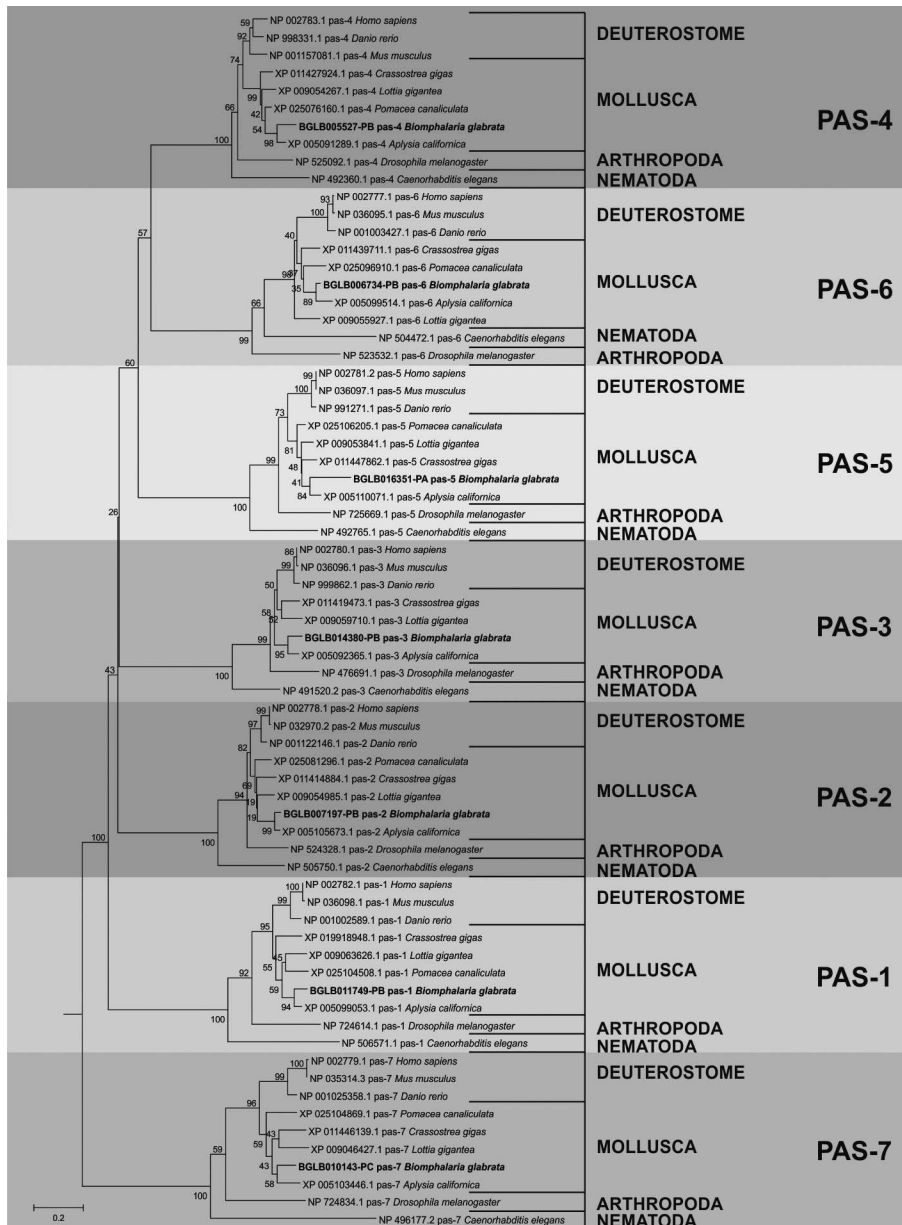 NP 002783.1 pas-4 Homo sapiens
NP 998331.1 pas-4 Danio rerio
NP 001157081.1 pas-4 Mus musculus
DEUTEROSTOME
XP 011427924.1 pas-4 Crassostrea gigas
XP 009054267.1 pas-4 Lottia gigantea
XP 025076160.1 pas-4 Pomacea canaliculata
BGLB005527-PB pas-4 Biomphalaria glabrata
XP 005091289.1 pas-4 Aplysia californica
MOLLUSCA
PAS-4
NP 525092.1 pas-4 Drosophila melanogaster
ARTHROPODA
NP 492360.1 pas-4 Caenorhabditis elegans
NEMATODA
59
92
74
99
42
54
98
66
100
57
NP 002777.1 pas-6 Homo sapiens
NP 036095.1 pas-6 Mus musculus
NP 001003427.1 pas-6 Danio rerio
DEUTEROSTOME
XP 011439711.1 pas-6 Crassostrea gigas
XP 025096910.1 pas-6 Pomacea canaliculata
BGLB006734-PB pas-6 Biomphalaria glabrata
XP 005099514.1 pas-6 Aplysia californica
XP 009055927.1 pas-6 Lottia gigantea
MOLLUSCA
PAS-6
NP 504472.1 pas-6 Caenorhabditis elegans
NEMATODA
NP 523532.1 pas-6 Drosophila melanogaster
ARTHROPODA
93
100
40
35
89
66
99
60
NP 002781.2 pas-5 Homo sapiens
NP 036097.1 pas-5 Mus musculus
NP 991271.1 pas-5 Danio rerio
DEUTEROSTOME
XP 025106205.1 pas-5 Pomacea canaliculata
XP 009053841.1 pas-5 Lottia gigantea
XP 011447862.1 pas-5 Crassostrea gigas
BGLB016351-PA pas-5 Biomphalaria glabrata
XP 005110071.1 pas-5 Aplysia californica
MOLLUSCA
PAS-5
NP 725669.1 pas-5 Drosophila melanogaster
ARTHROPODA
NP 492765.1 pas-5 Caenorhabditis elegans
NEMATODA
99
100
73
81
48
41
84
99
100
26
NP 002780.1 pas-3 Homo sapiens
NP 036096.1 pas-3 Mus musculus
NP 999862.1 pas-3 Danio rerio
DEUTEROSTOME
XP 011419473.1 pas-3 Crassostrea gigas
XP 009059710.1 pas-3 Lottia gigantea
BGLB014380-PB pas-3 Biomphalaria glabrata
XP 005092365.1 pas-3 Aplysia californica
MOLLUSCA
PAS-3
NP 476691.1 pas-3 Drosophila melanogaster
ARTHROPODA
NP 491520.2 pas-3 Caenorhabditis elegans
NEMATODA
86
99
50
58
52
95
99
100
43
NP 002778.1 pas-2 Homo sapiens
NP 032970.2 pas-2 Mus musculus
NP 001122146.1 pas-2 Danio rerio
DEUTEROSTOME
XP 025081296.1 pas-2 Pomacea canaliculata
XP 011414884.1 pas-2 Crassostrea gigas
XP 009054985.1 pas-2 Lottia gigantea
BGLB007197-PB pas-2 Biomphalaria glabrata
XP 005105673.1 pas-2 Aplysia californica
MOLLUSCA
PAS-2
NP 524328.1 pas-2 Drosophila melanogaster
ARTHROPODA
NP 505750.1 pas-2 Caenorhabditis elegans
NEMATODA
99
97
82
69
19
19
99
94
100
100
NP 002782.1 pas-1 Homo sapiens
NP 036098.1 pas-1 Mus musculus
NP 001002589.1 pas-1 Danio rerio
DEUTEROSTOME
XP 019918948.1 pas-1 Crassostrea gigas
XP 009063626.1 pas-1 Lottia gigantea
XP 025104508.1 pas-1 Pomacea canaliculata
BGLB011749-PB pas-1 Biomphalaria glabrata
XP 005099053.1 pas-1 Aplysia californica
MOLLUSCA
PAS-1
NP 724614.1 pas-1 Drosophila melanogaster
ARTHROPODA
NP 506571.1 pas-1 Caenorhabditis elegans
NEMATODA
100
99
95
55
59
94
92
100
NP 002779.1 pas-7 Homo sapiens
NP 035314.3 pas-7 Mus musculus
NP 001025358.1 pas-7 Danio rerio
DEUTEROSTOME
XP 025104869.1 pas-7 Pomacea canaliculata
XP 011446139.1 pas-7 Crassostrea gigas
XP 009046427.1 pas-7 Lottia gigantea
BGLB010143-PC pas-7 Biomphalaria glabrata
XP 005103446.1 pas-7 Aplysia californica
MOLLUSCA
PAS-7
NP 724834.1 pas-7 Drosophila melanogaster
ARTHROPODA
NP 496177.2 pas-7 Caenorhabditis elegans
NEMATODA
100
99
96
43
59
43
58
59
100
0.2